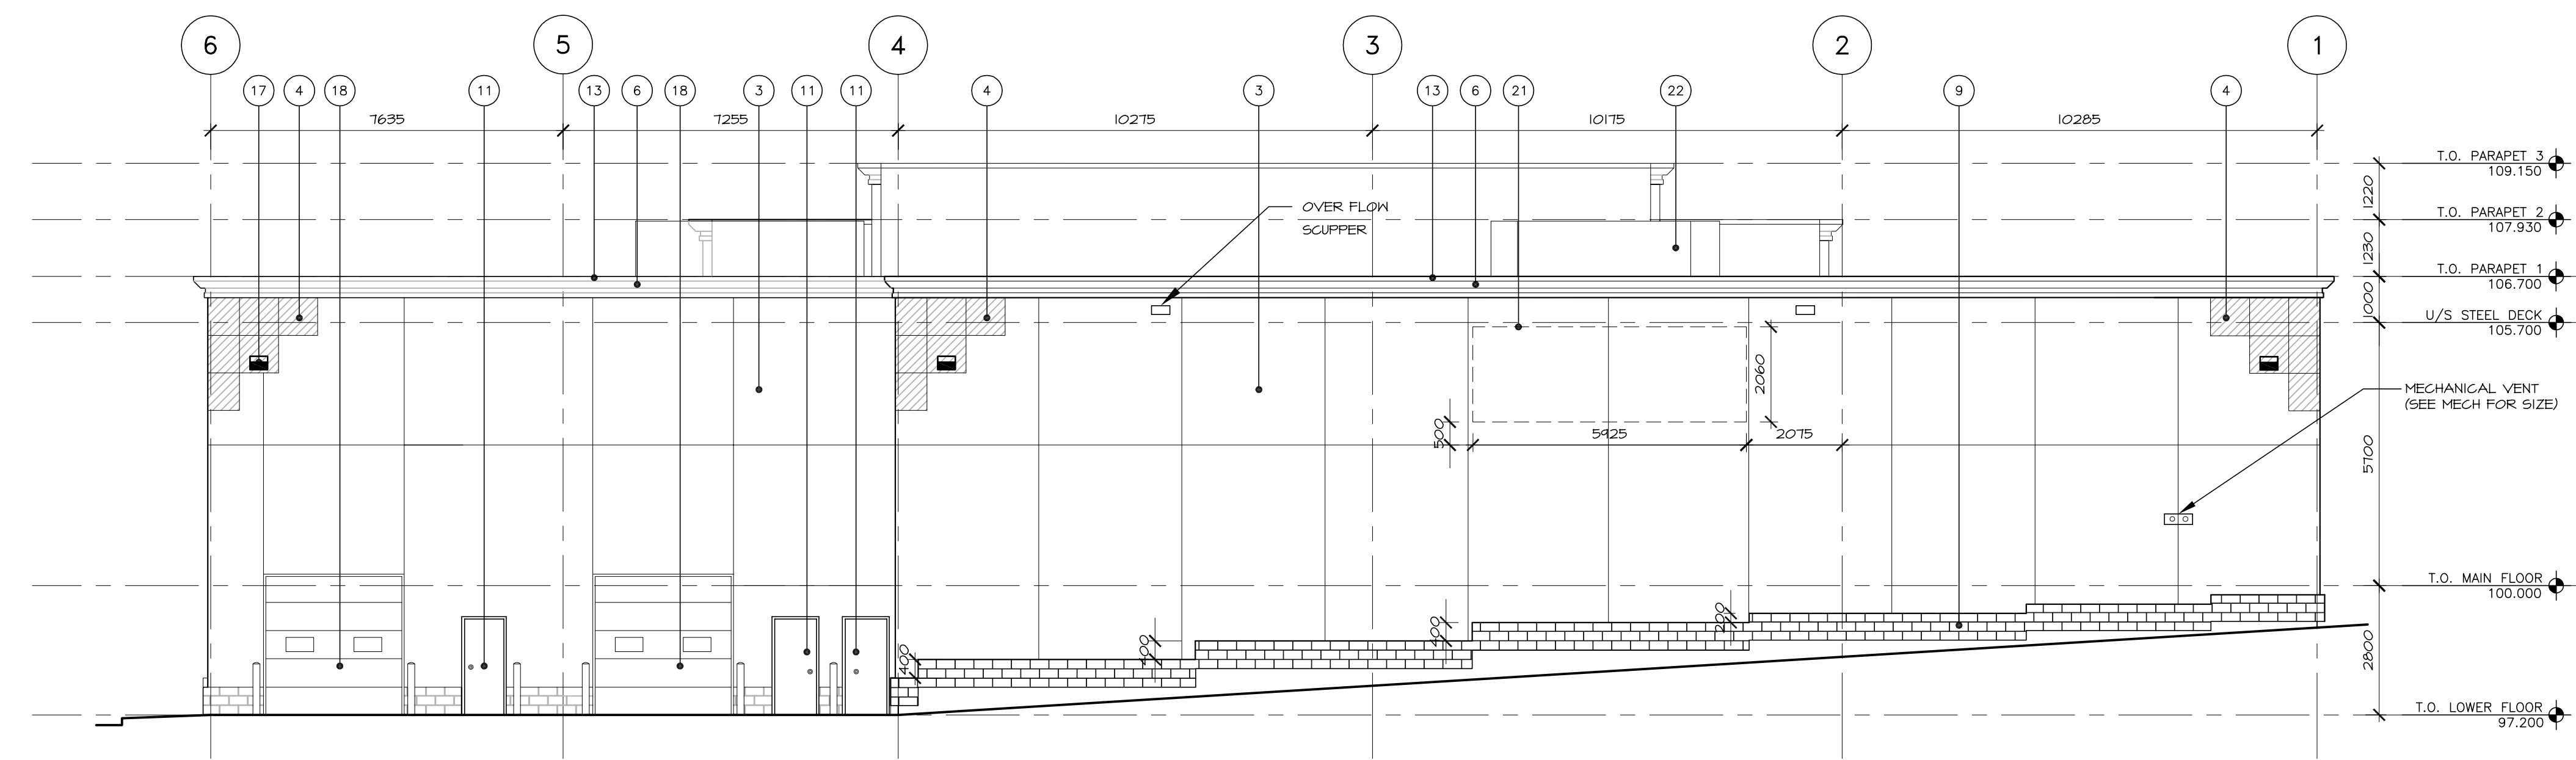 6 5 4 3 2 1
17 4 18 11 13 6 18 3 11 11 4 3 13 6 21 22 9 4
7635 7255 10275 10175 10285
T.O. PARAPET 3
109.150
1220
OVER FLOW
SCUPPER
T.O. PARAPET 2
107.930
1230
T.O. PARAPET 1
106.700
1000
U/S STEEL DECK
105.700
2060
MECHANICAL VENT
(SEE MECH FOR SIZE)
500 5925 2075
5700
T.O. MAIN FLOOR
100.000
400 400 400 200
2800
T.O. LOWER FLOOR
97.200